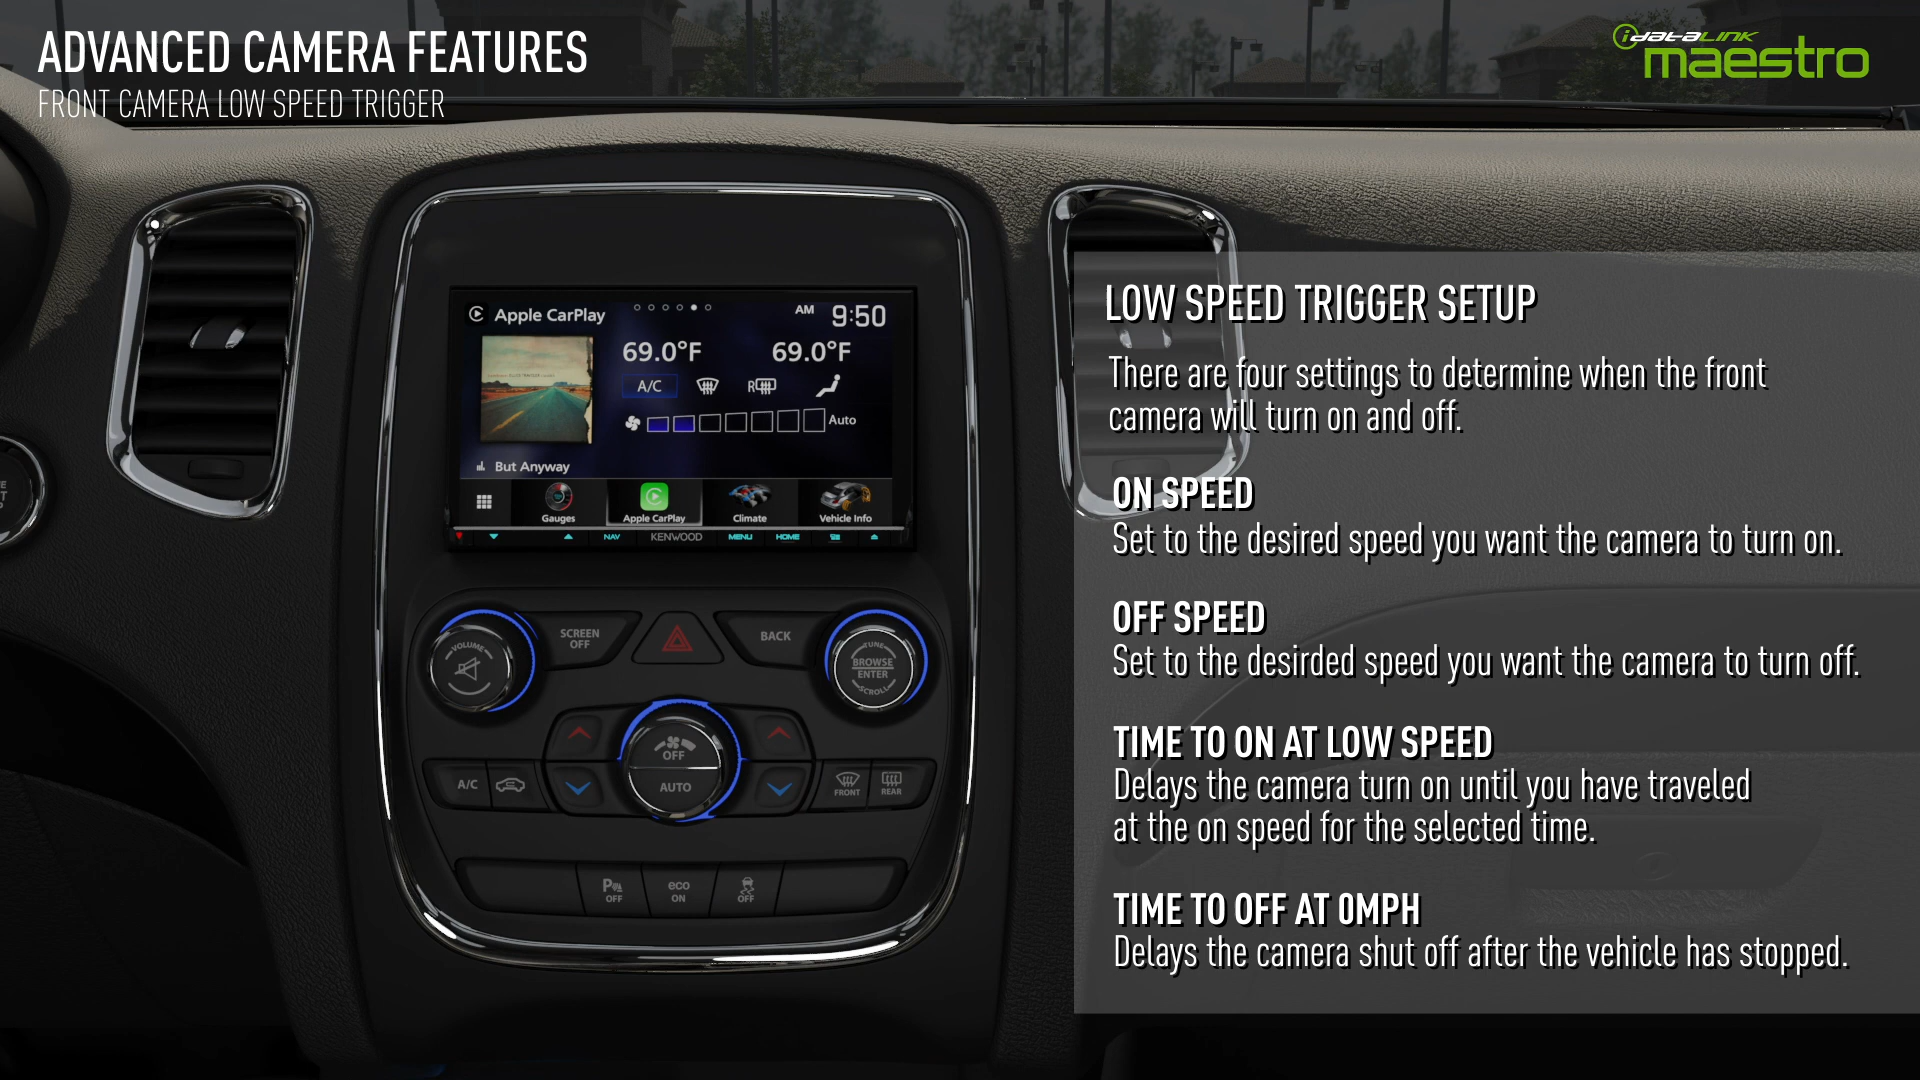 ADVANCED CAMERA FEATURES
FRONT CAMERA LOW SPEED TRIGGER
iDataLINK
maestro
LOW SPEED TRIGGER SETUP
There are four settings to determine when the front
camera will turn on and off.
ON SPEED
Set to the desired speed you want the camera to turn on.
OFF SPEED
Set to the desirded speed you want the camera to turn off.
TIME TO ON AT LOW SPEED
Delays the camera turn on until you have traveled
at the on speed for the selected time.
TIME TO OFF AT 0MPH
Delays the camera shut off after the vehicle has stopped.
Apple CarPlay
AM 9:50
69.0°F 69.0°F
A/C R
Auto
But Anyway
Gauges Apple CarPlay Climate Vehicle Info
NAV KENWOOD MENU HOME
VOLUME
SCREEN
OFF
BACK
TUNE
BROWSE
ENTER
SCROLL
OFF
AUTO
A/C
FRONT
REAR
P
OFF
eco
ON
OFF